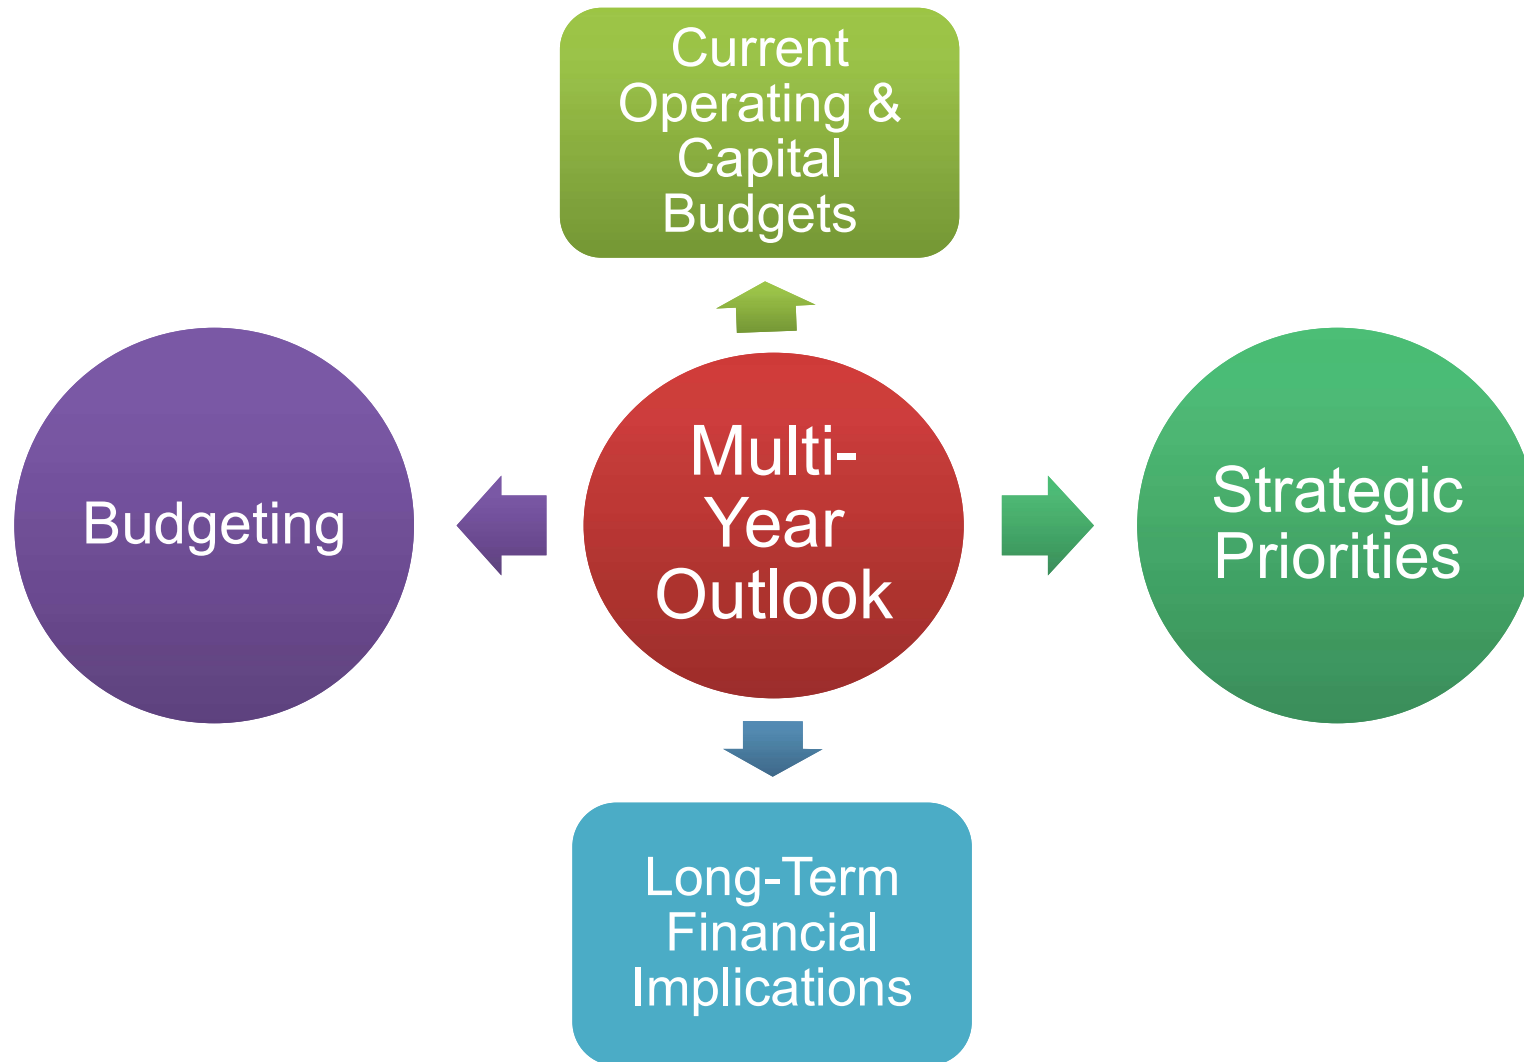 Current
Operating &
Capital
Budgets
Budgeting
Multi-
Year
Outlook
Strategic
Priorities
Long-Term
Financial
Implications